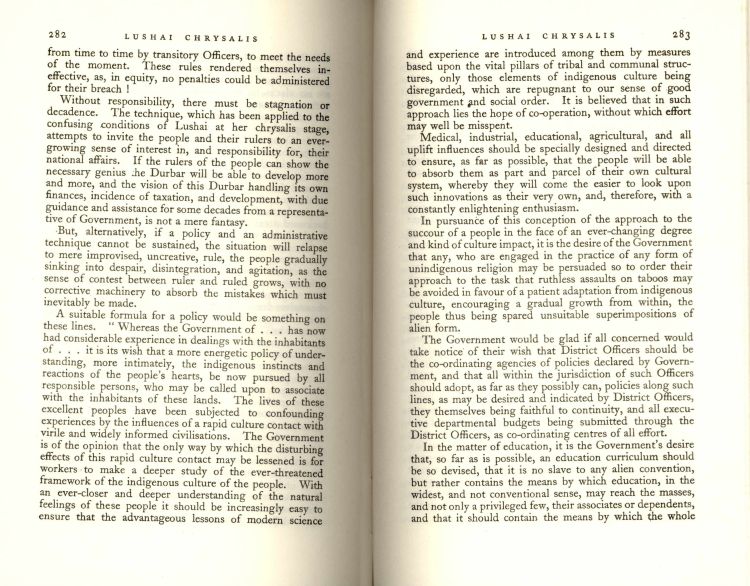 282
LUSHAI CHRYSALIS
from time to time by transitory Officers, to meet the needs
of the moment. These rules rendered themselves in-
effective, as, in equity, no penalties could be administered
for their breach !
Without responsibility, there must be stagnation or
decadence. The technique, which has been applied to the
confusing conditions of Lushai at her chrysalis stage,
attempts to invite the people and their rulers to an ever-
growing sense of interest in, and responsibility for, their
national affairs. If the rulers of the people can show the
necessary genius .he Durbar will be able to develop more
and more, and the vision of this Durbar handling its own
finances, incidence of taxation, and development, with due
guidance and assistance for some decades from a representa-
tive of Government, is not a mere fantasy.
But, alternatively, if a policy and an administrative
technique cannot be sustained, the situation will relapse
to mere improvised, uncreative, rule, the people gradually
sinking into despair, disintegration, and agitation, as the
sense of contest between ruler and ruled grows, with no
corrective machinery to absorb the mistakes which must
inevitably be made.
A suitable formula for a policy would be something on
these lines. " Whereas the Government of . . . has now
had considerable experience in dealings with the inhabitants
of . . . it is its wish that a more energetic policy of under-
standing, more intimately, the indigenous instincts and
reactions of the people's hearts, be now pursued by all
responsible persons, who may be called upon to associate
with the inhabitants of these lands. The lives of these
excellent peoples have been subjected to confounding
experiences by the influences of a rapid culture contact with
virile and widely informed civilisations. The Government
is of the opinion that the only way by which the disturbing
effects of this rapid culture contact may be lessened is for
workers to make a deeper study of the ever-threatened
framework of the indigenous culture of the people. With
an ever-closer and deeper understanding of the natural
feelings of these people it should be increasingly easy to
ensure that the advantageous lessons of modern science
LUSHAI CHRYSALIS
283
and experience are introduced among them by measures
based upon the vital pillars of tribal and communal struc-
tures, only those elements of indigenous culture being
disregarded, which are repugnant to our sense of good
government and social order. It is believed that in such
approach lies the hope of co-operation, without which effort
may well be misspent.
Medical, industrial, educational, agricultural, and all
uplift influences should be specially designed and directed
to ensure, as far as possible, that the people will be able
to absorb them as part and parcel of their own cultural
system, whereby they will come the easier to look upon
such innovations as their very own, and, therefore, with a
constantly enlightening enthusiasm.
In pursuance of this conception of the approach to the
succour of a people in the face of an ever-changing degree
and kind of culture impact, it is the desire of the Government
that any, who are engaged in the practice of any form of
unindigenous religion may be persuaded so to order their
approach to the task that ruthless assaults on taboos may
be avoided in favour of a patient adaptation from indigenous
culture, encouraging a gradual growth from within, the
people thus being spared unsuitable superimpositions of
alien form.
The Government would be glad if all concerned would
take notice of their wish that District Officers should be
the co-ordinating agencies of policies declared by Govern-
ment, and that all within the jurisdiction of such Officers
should adopt, as far as they possibly can, policies along such
lines, as may be desired and indicated by District Officers,
they themselves being faithful to continuity, and all execu-
tive departmental budgets being submitted through the
District Officers, as co-ordinating centres of all effort.
In the matter of education, it is the Government's desire
that, so far as is possible, an education curriculum should
be so devised, that it is no slave to any alien convention,
but rather contains the means by which education, in the
widest, and not conventional sense, may reach the masses,
and not only a privileged few, their associates or dependents,
and that it should contain the means by which the whole